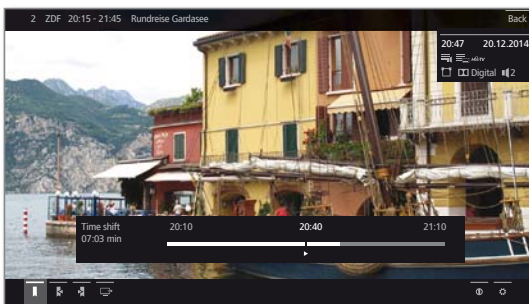 2 ZDF 20:15 - 21:45 Rundreise Gardasee Back
20:47 20.12.2014
HDTV
Digital 2
Time shift 20:10 20:40 21:10
07:03 min